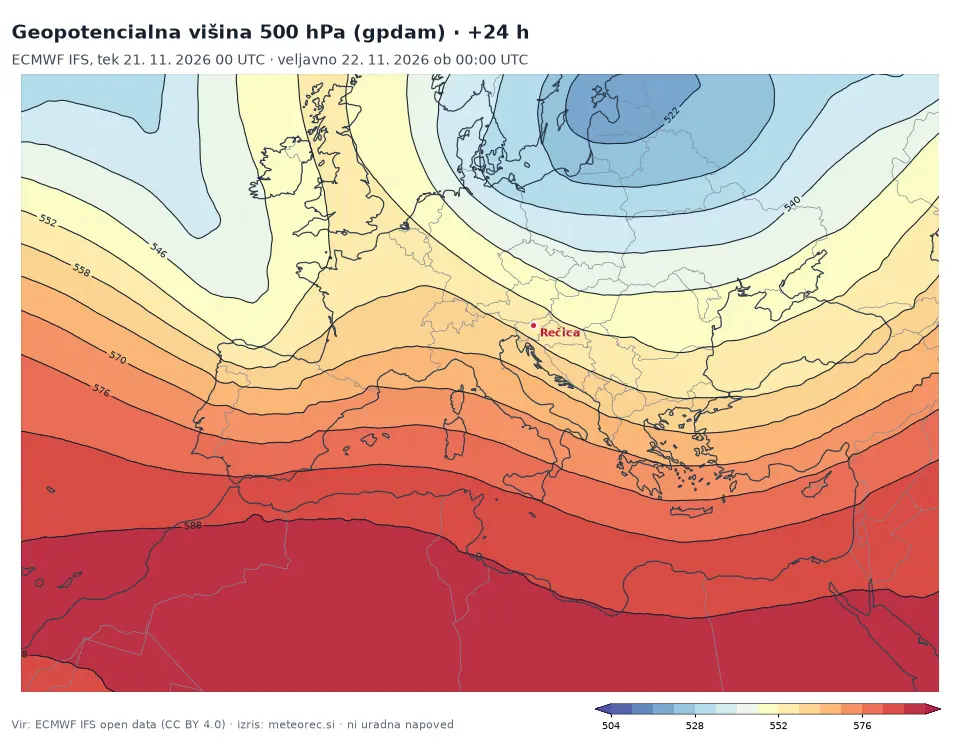 Geopotencialna višina 500 hPa (gpdam) · +24 h
ECMWF IFS, tek 21. 11. 2026 00 UTC · veljavno 22. 11. 2026 ob 00:00 UTC
522
540
552
546
558
Rečica
570
576
588
8
504 528 552 576
Vir: ECMWF IFS open data (CC BY 4.0) · izris: meteorec.si · ni uradna napoved